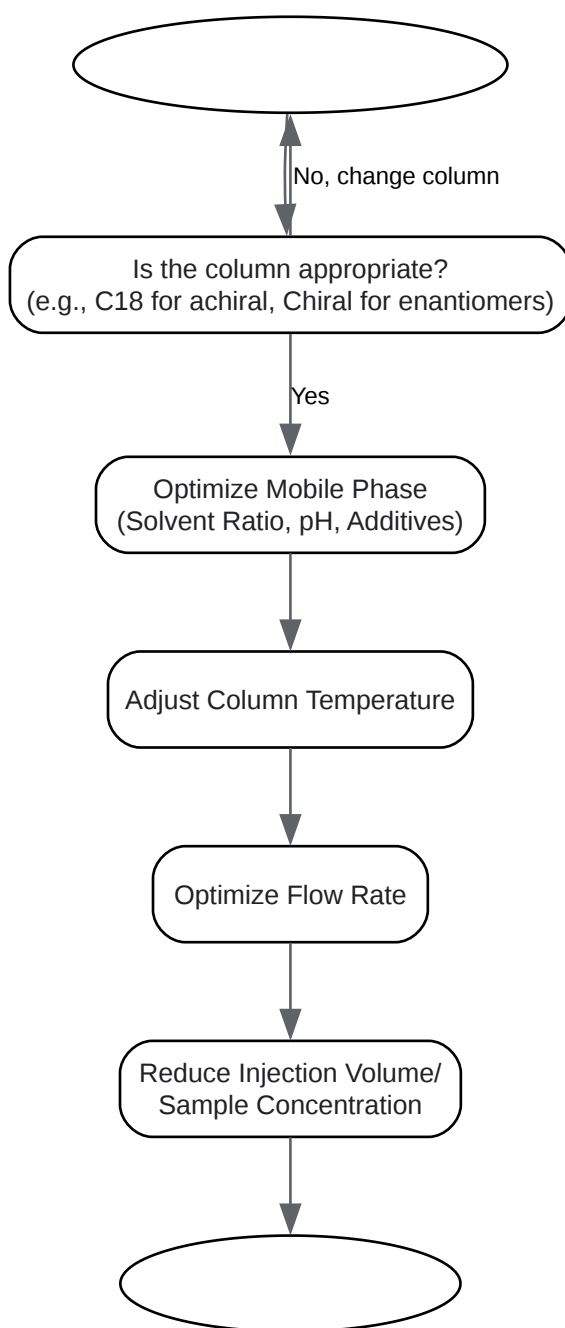 No, change column
Is the column appropriate?
(e.g., C18 for achiral, Chiral for enantiomers)
Yes
Optimize Mobile Phase
(Solvent Ratio, pH, Additives)
Adjust Column Temperature
Optimize Flow Rate
Reduce Injection Volume/
Sample Concentration